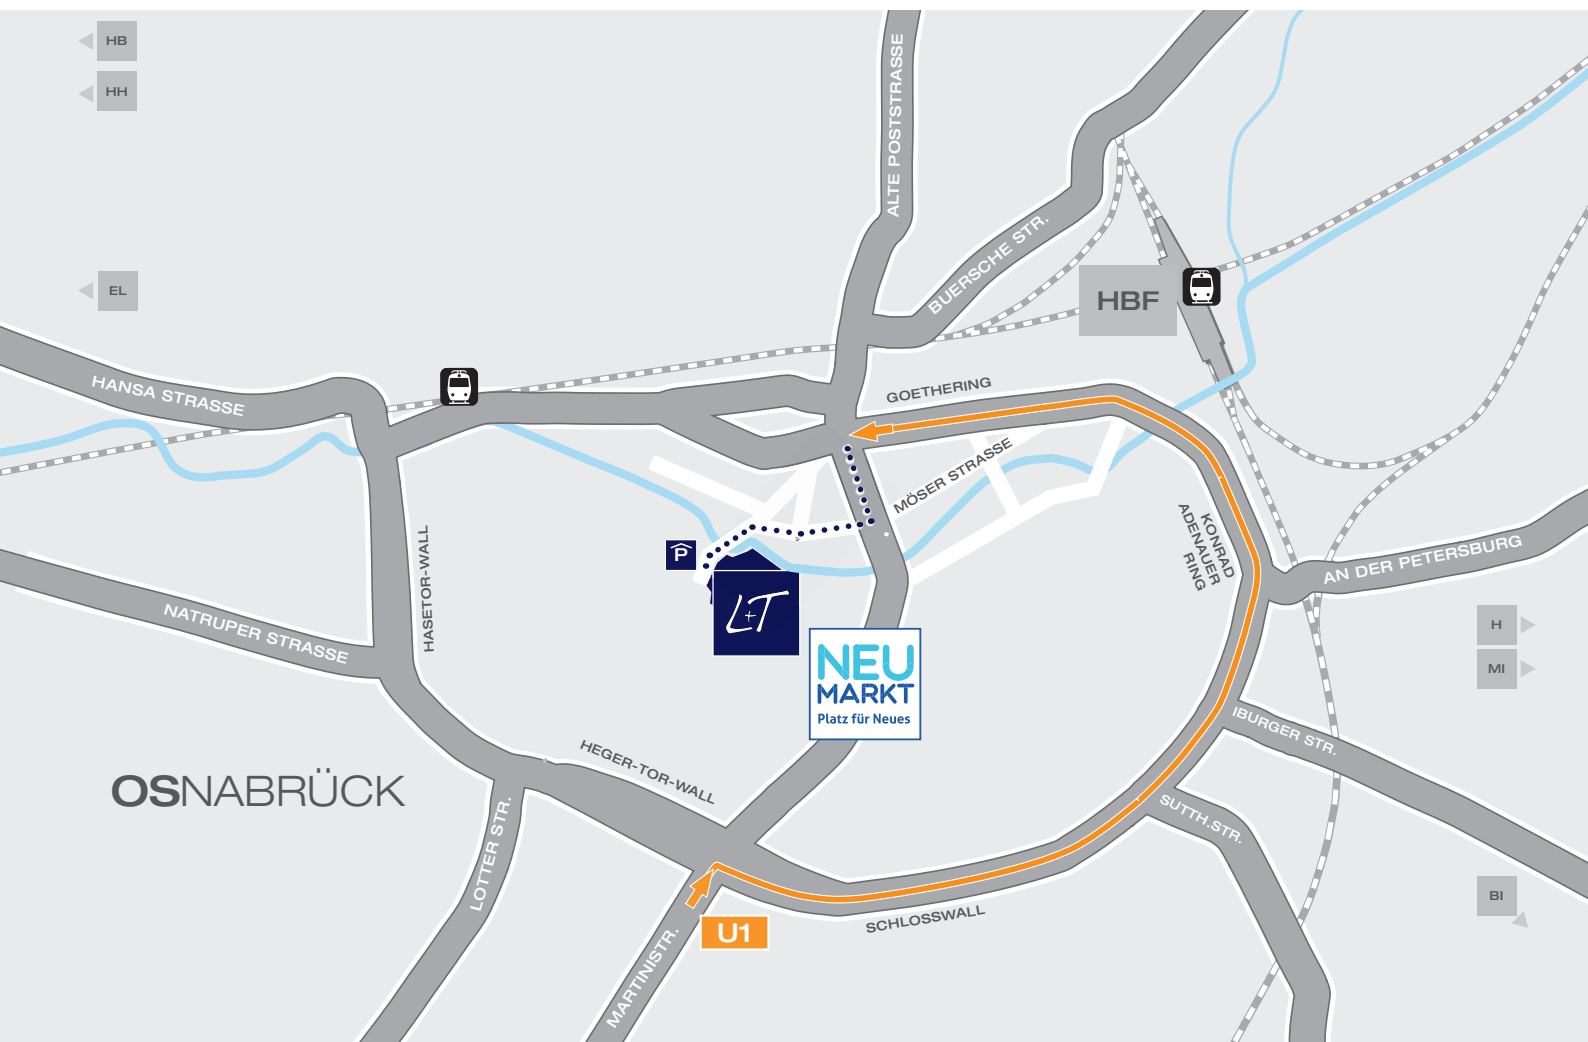 HB
HH
ALTE POSTSTRASSE
BUERSCHE STR.
EL
HBF
HANSA STRASSE
GOETHERING
MÖSER STRASSE
KONRAD
ADENAUER
RING
AN DER PETERSBURG
HASETOR-WALL
P
L+T
NATRUPER STRASSE
H
MI
NEU
MARKT
Platz für Neues
IBURGER STR.
HEGER-TOR-WALL
OSNABRÜCK
LOTTER STR.
SUTTH.STR.
BI
SCHLOSSWALL
U1
MARTINISTR.